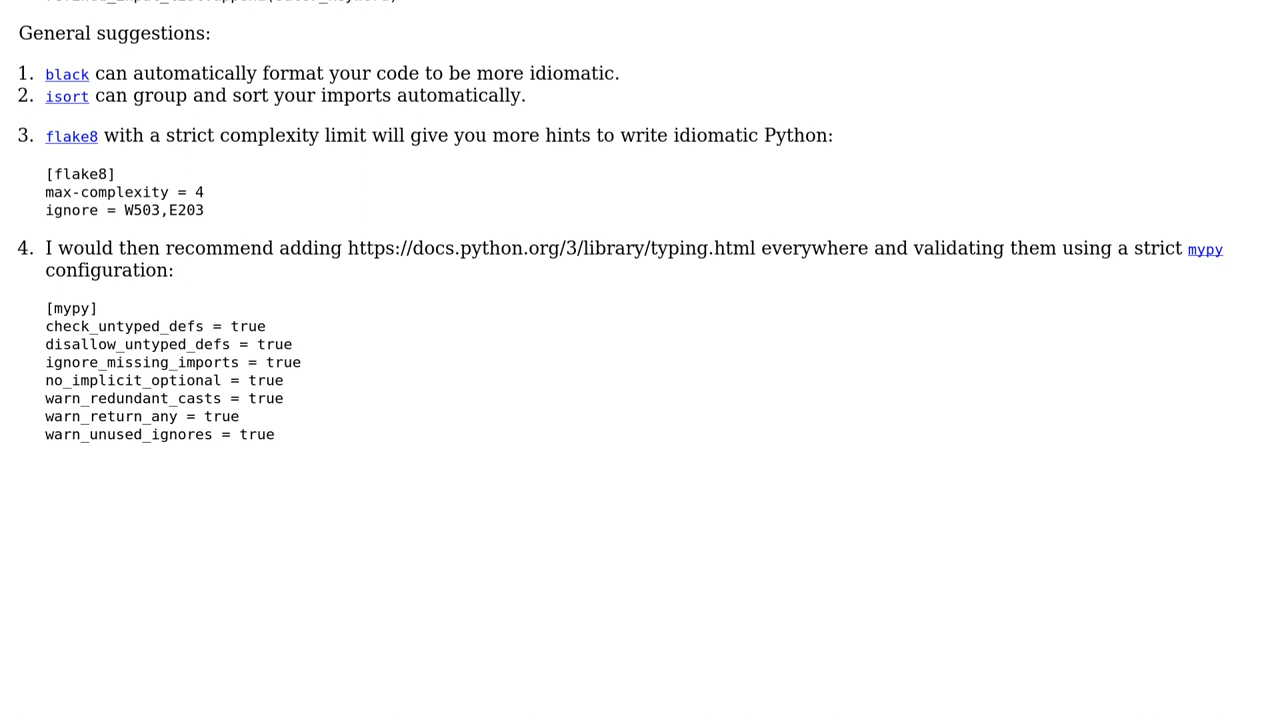 General suggestions:
1. black can automatically format your code to be more idiomatic.
2. isort can group and sort your imports automatically.
3. flake8 with a strict complexity limit will give you more hints to write idiomatic Python:
[flake8]
max-complexity = 4
ignore = W503,E203
4. I would then recommend adding https://docs.python.org/3/library/typing.html everywhere and validating them using a strict mypy
configuration:
[mypy]
check_untyped_defs = true
disallow_untyped_defs = true
ignore_missing_imports = true
no_implicit_optional = true
warn_redundant_casts = true
warn_return_any = true
warn_unused_ignores = true